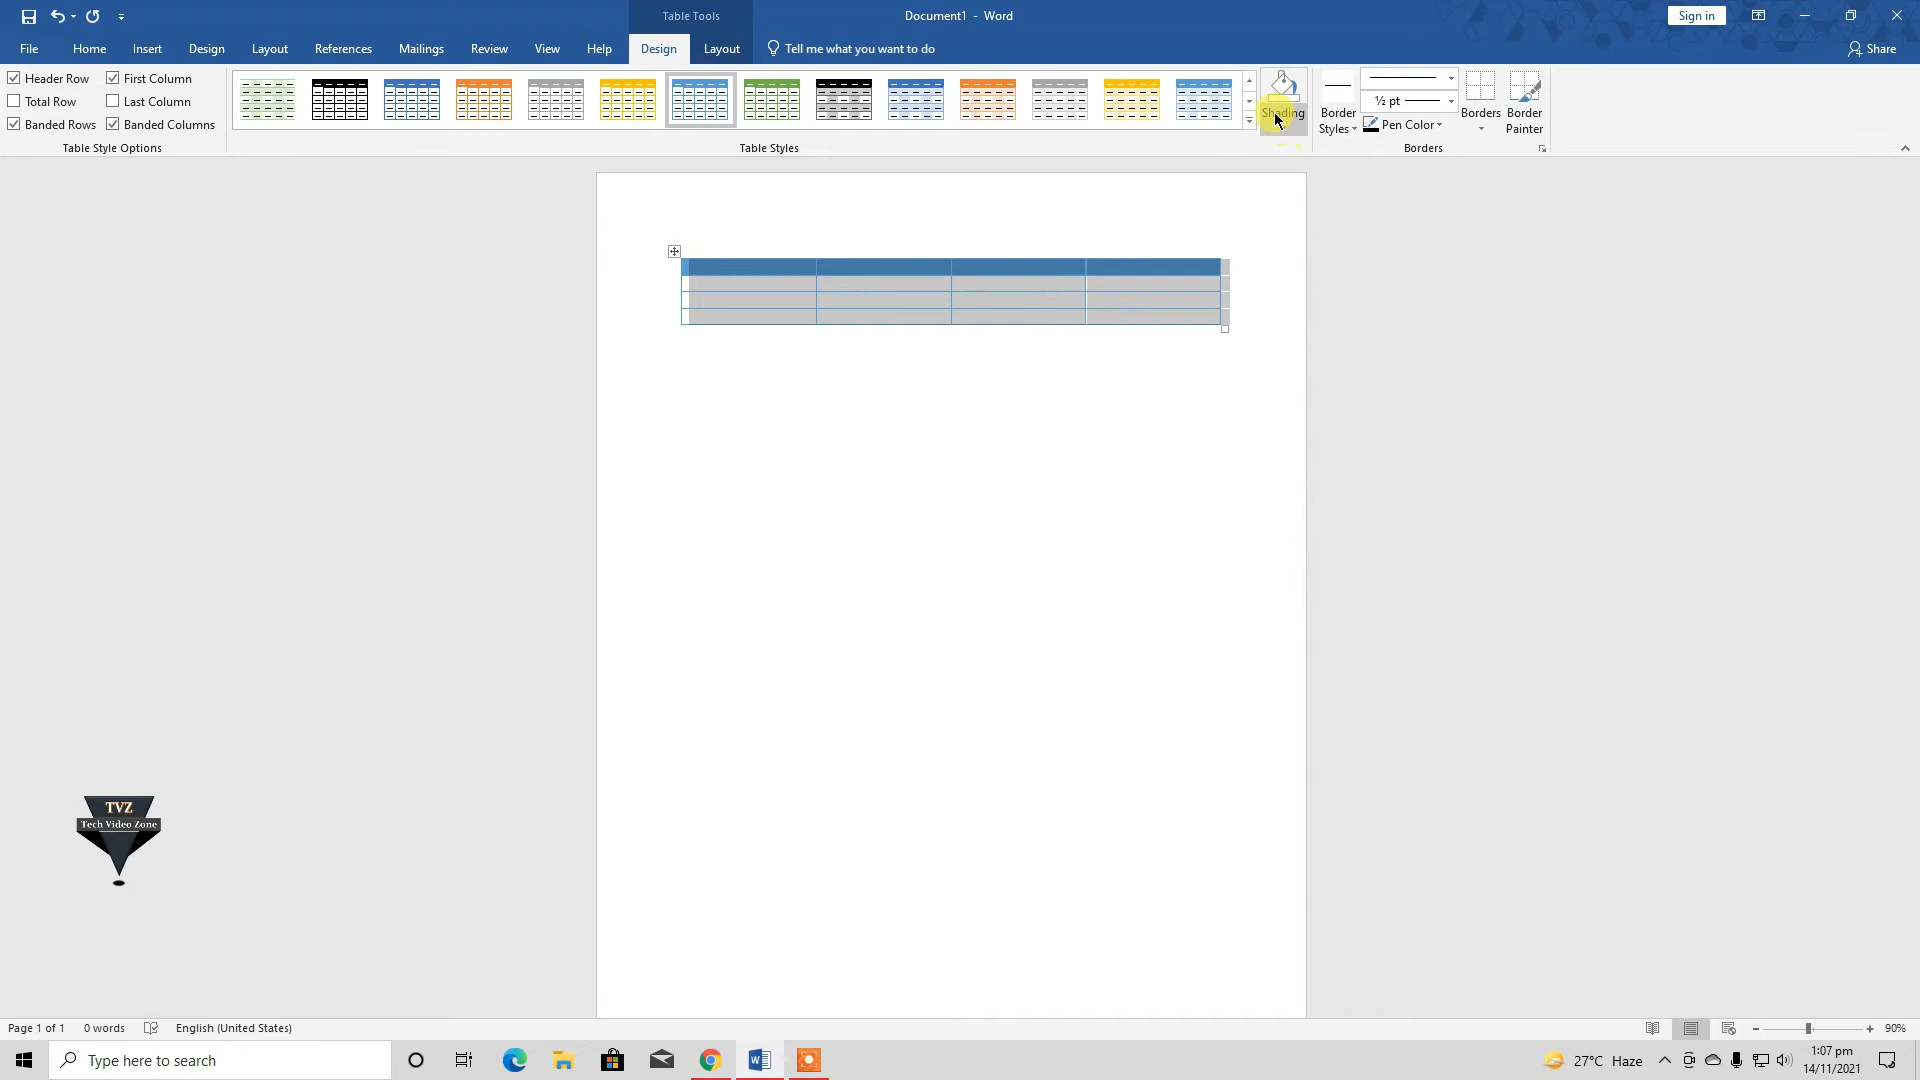 Table Tools
Document1 - Word
Sign in
File Home Insert Design Layout References Mailings Review View Help Design Layout Tell me what you want to do Share
Header Row First Column
Total Row Last Column
Banded Rows Banded Columns
Table Style Options
Table Styles
Shading
Border
Styles
½ pt
Pen Color
Borders
Border
Painter
Borders
TVZ
Tech Video Zone
Page 1 of 1 0 words English (United States) 90%
Type here to search
27°C Haze
1:07 pm
14/11/2021